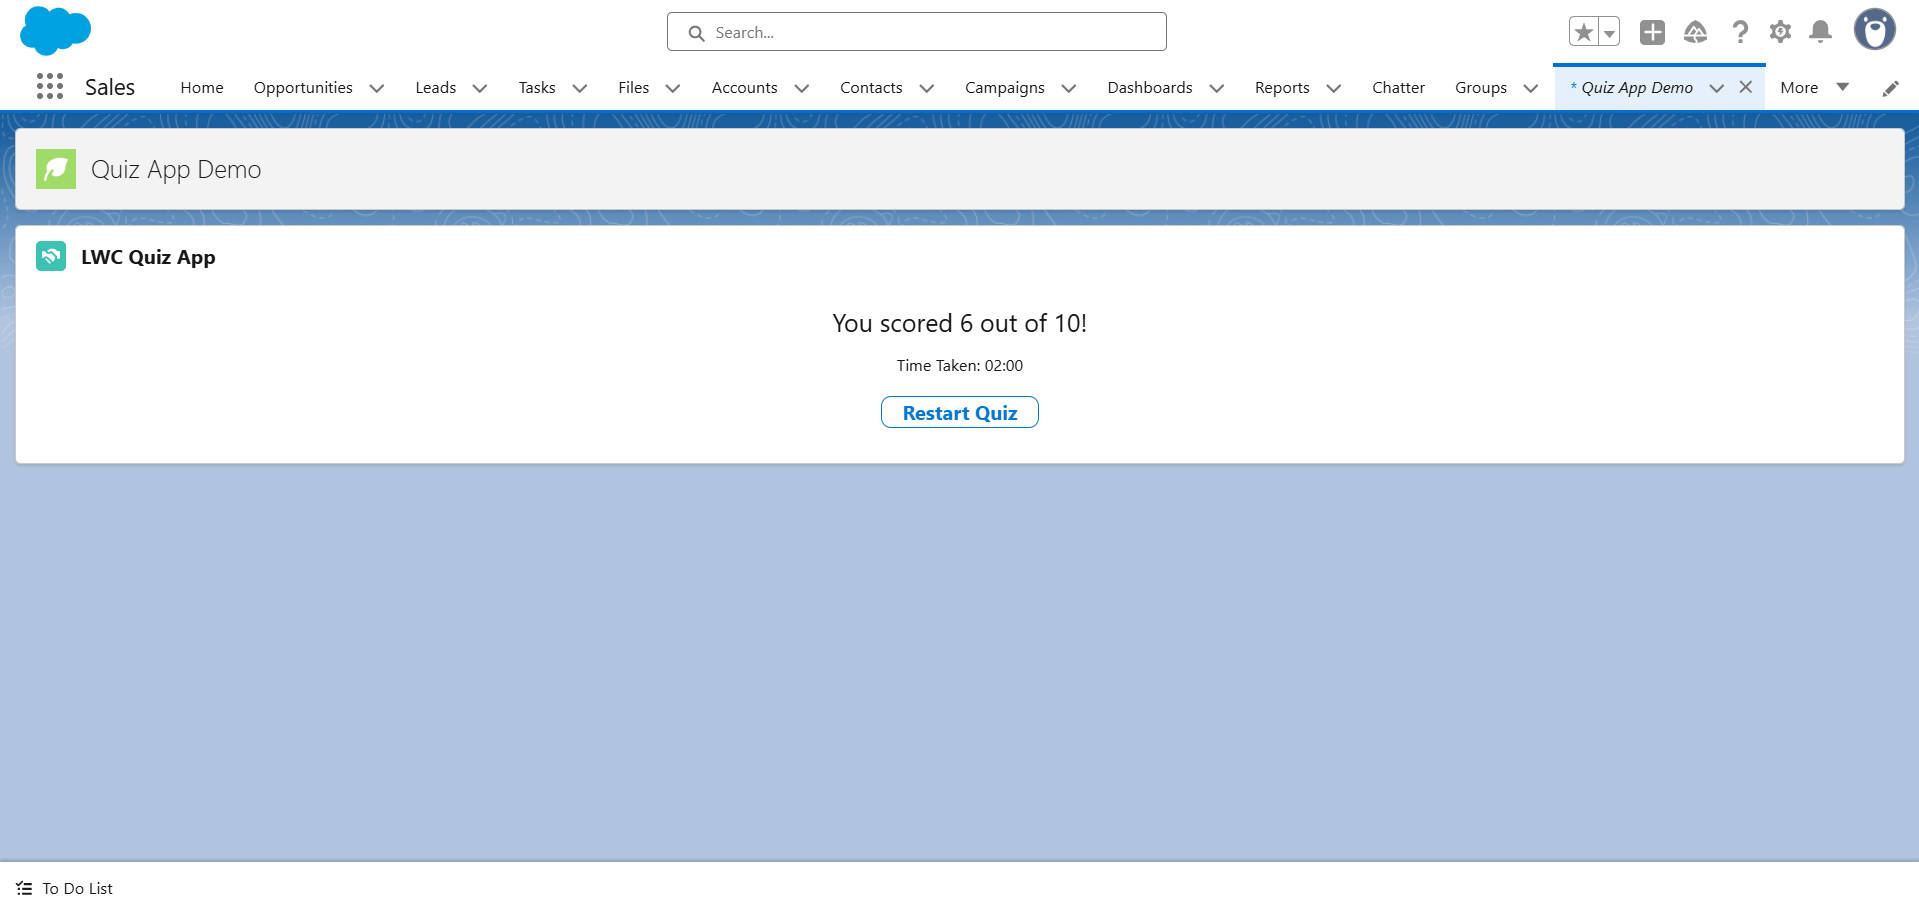 Search...
Sales
Home
Opportunities
Leads
Tasks
Files
Accounts
Contacts
Campaigns
Dashboards
Reports
Chatter
Groups
* Quiz App Demo
More
Quiz App Demo
LWC Quiz App
You scored 6 out of 10!
Time Taken: 02:00
Restart Quiz
To Do List